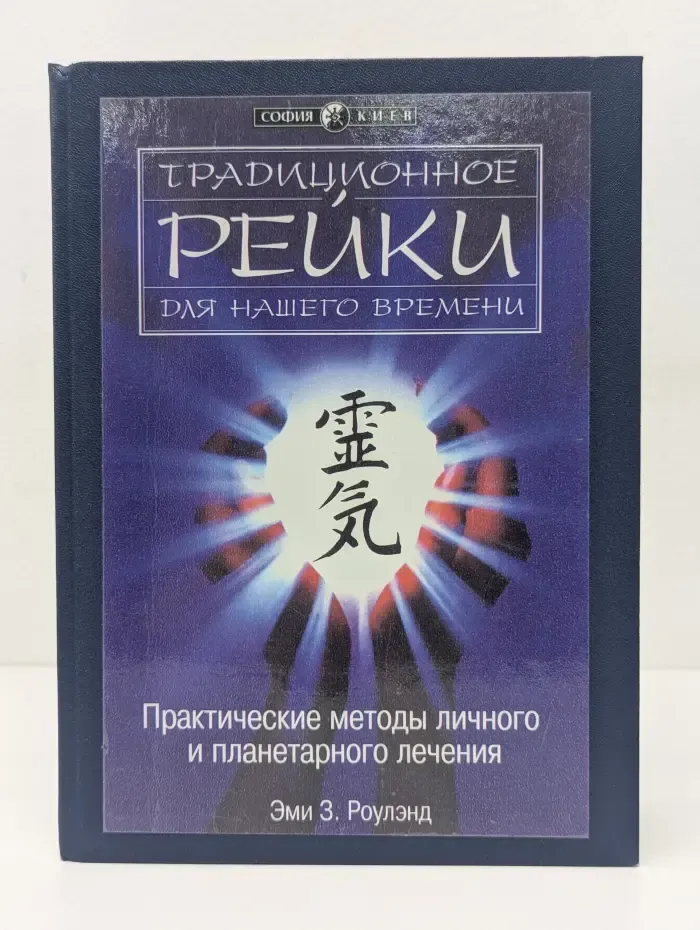 СОФИЯ КИЕВ
ТРАДИЦИОННОЕ
РЕЙКИ
ДЛЯ НАШЕГО ВРЕМЕНИ
霊
気
Практические методы личного
и планетарного лечения
Эми З. Роулэнд